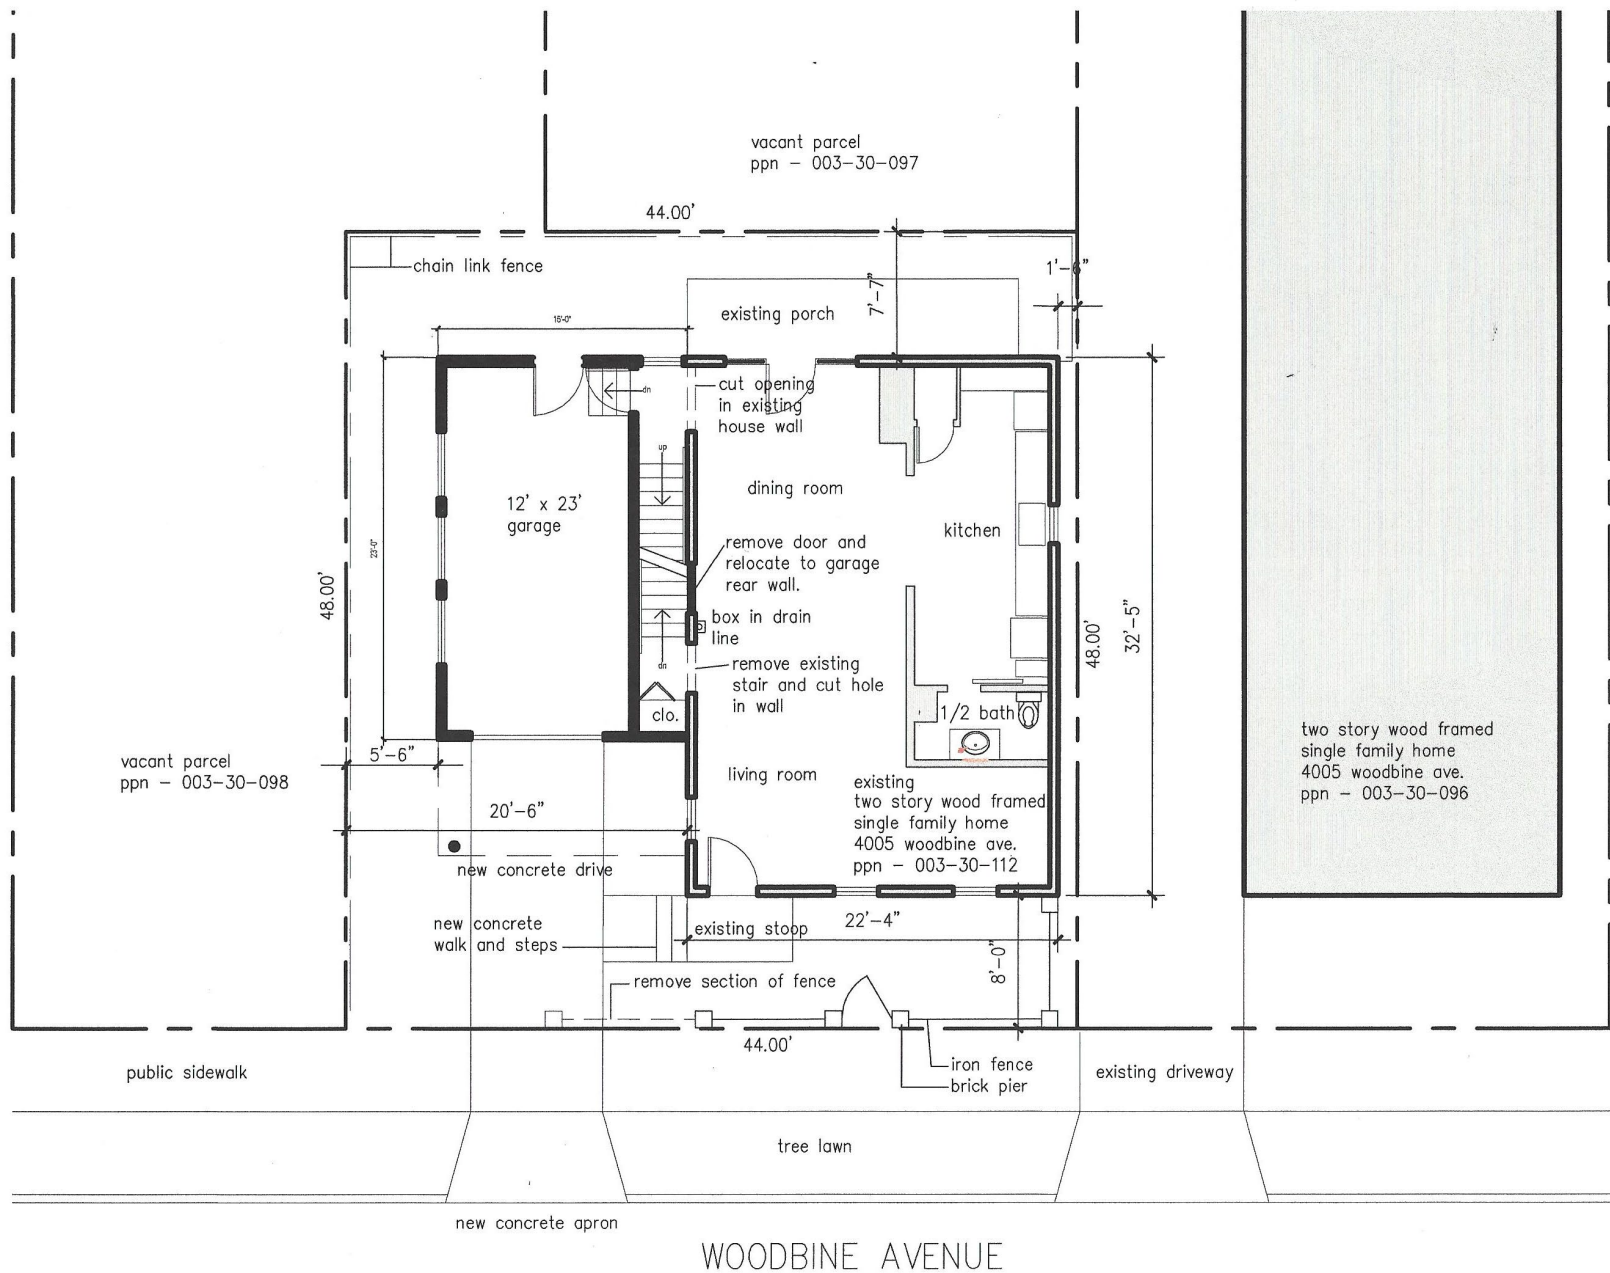 vacant parcel
ppn - 003-30-097
44.00'
chain link fence
1'-6"
7'-7"
existing porch
cut opening
in existing
house wall
dn
up
dining room
12' x 23'
garage
kitchen
23'-0"
remove door and
relocate to garage
rear wall.
box in drain
line
48.00'
48.00'
32'-5"
remove existing
stair and cut hole
in wall
dn
clo.
1/2 bath
living room
5'-6"
vacant parcel
ppn - 003-30-098
existing
two story wood framed
single family home
4005 woodbine ave.
ppn - 003-30-112
two story wood framed
single family home
4005 woodbine ave.
ppn - 003-30-096
20'-6"
new concrete drive
new concrete
walk and steps
existing stoop
22'-4"
8'-0"
remove section of fence
44.00'
iron fence
brick pier
public sidewalk
existing driveway
tree lawn
new concrete apron
WOODBINE AVENUE